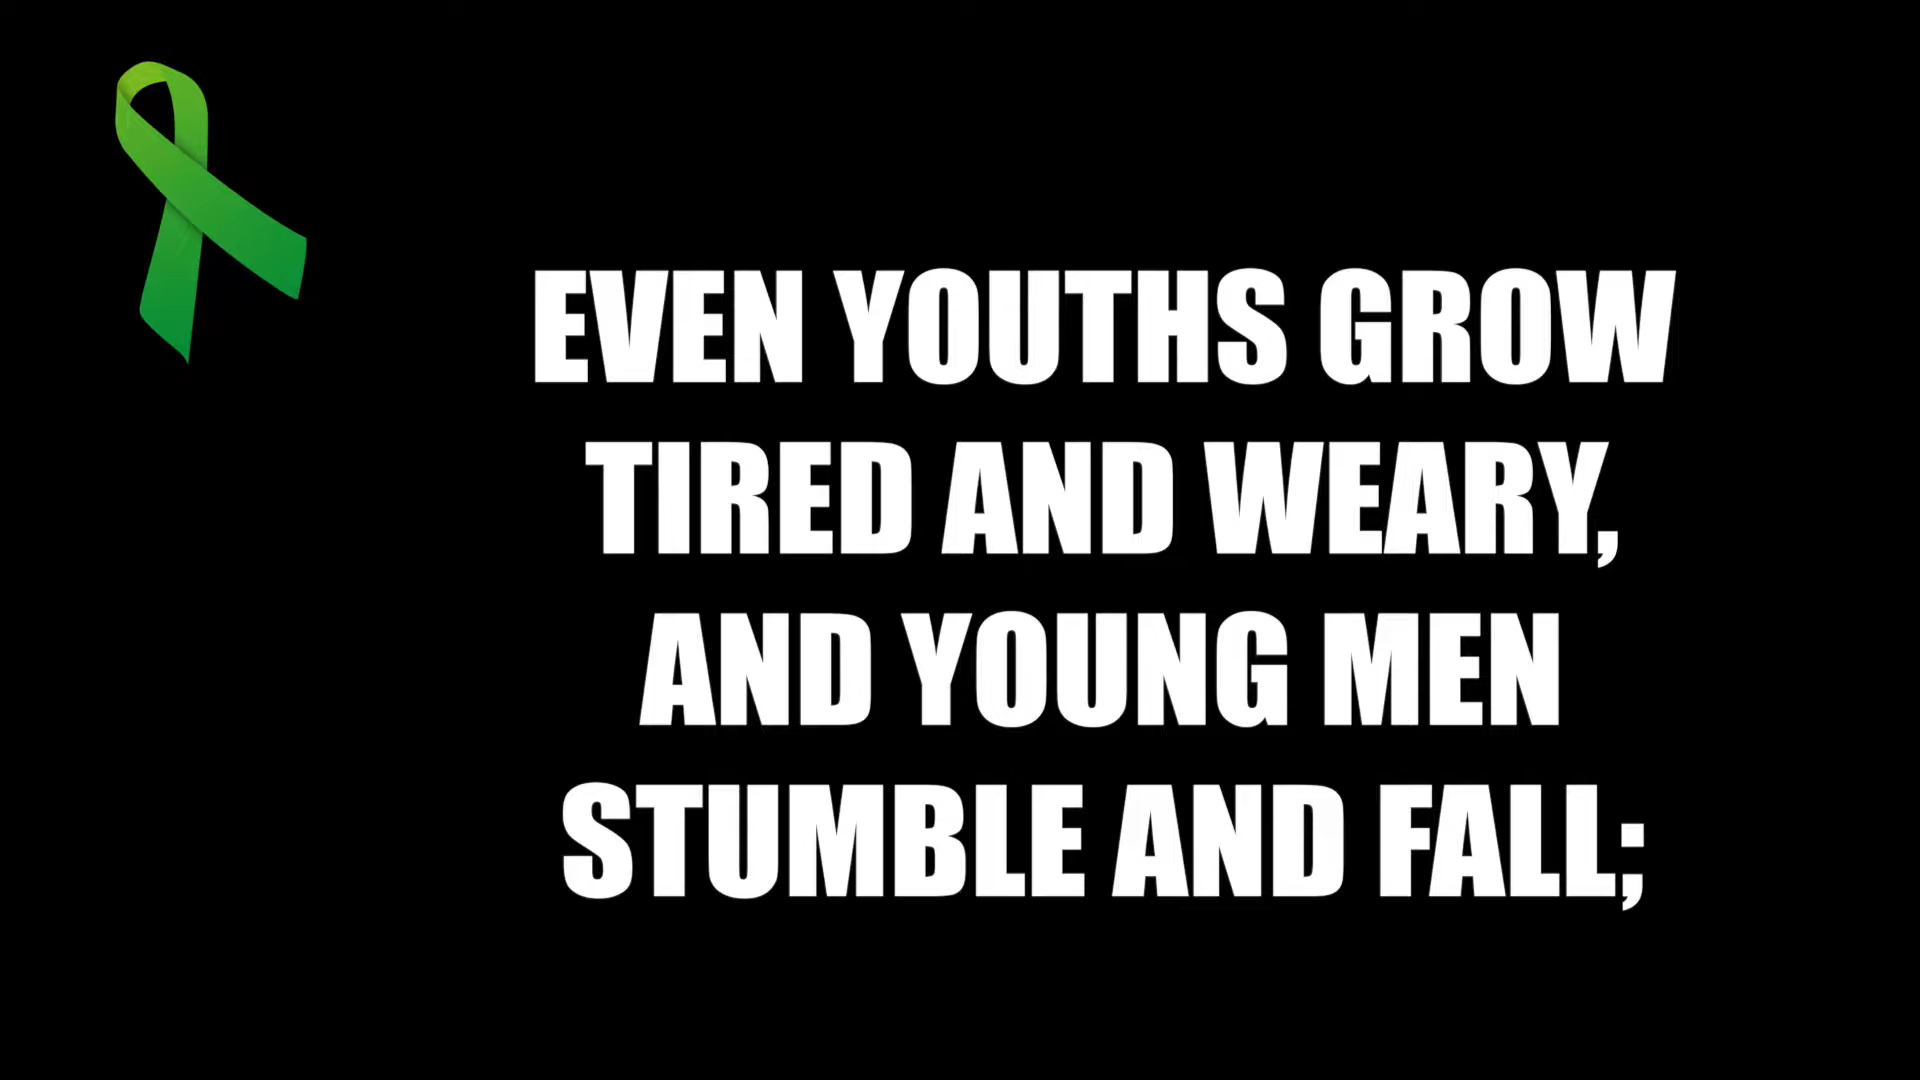 EVEN YOUTHS GROW
TIRED AND WEARY,
AND YOUNG MEN
STUMBLE AND FALL;